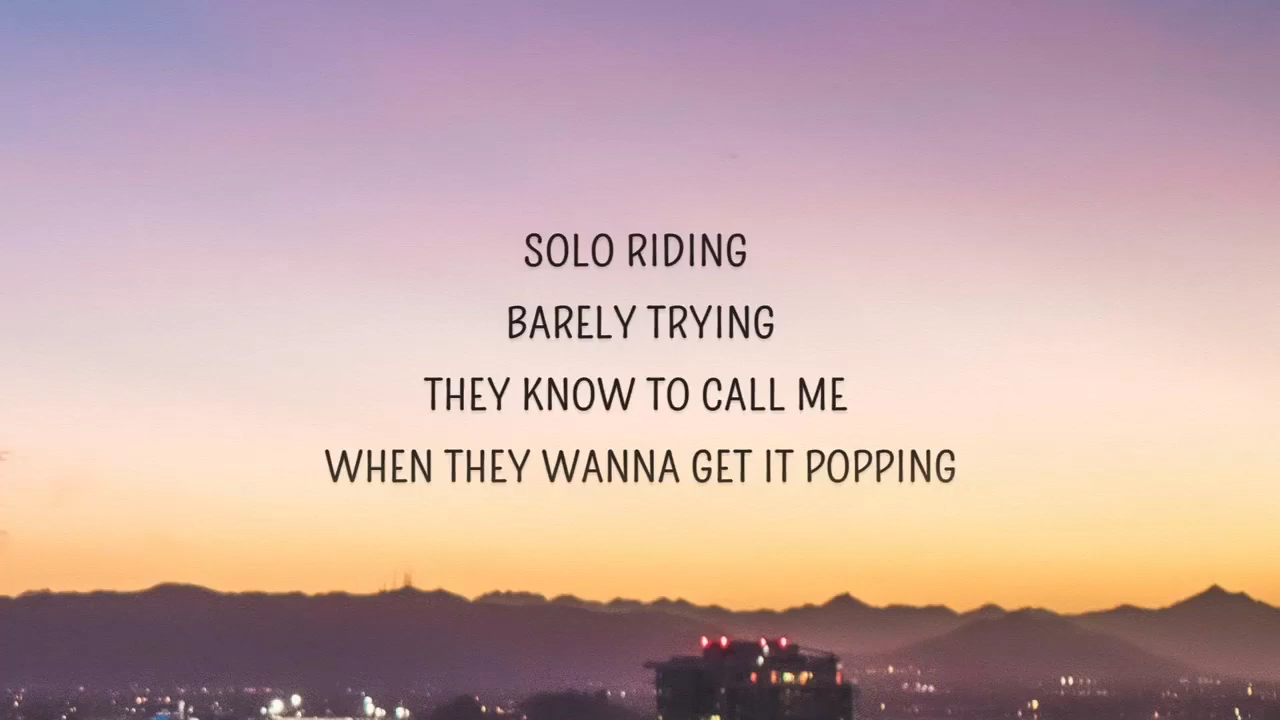 SOLO RIDING
BARELY TRYING
THEY KNOW TO CALL ME
WHEN THEY WANNA GET IT POPPING